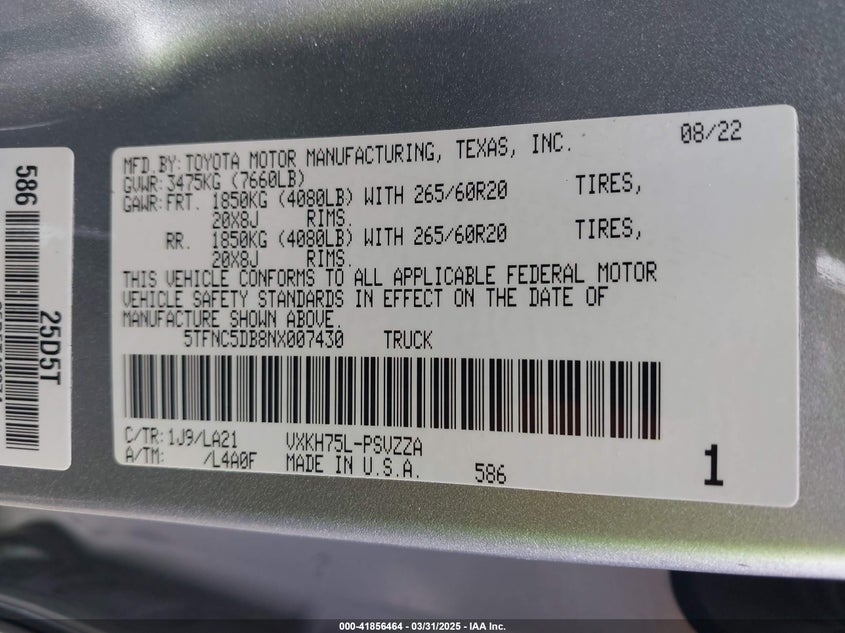 MFD.BY: TOYOTA MOTOR MANUFACTURING, TEXAS, INC. 08/22
GVWR: 3475KG (7660LB)
GAWR: FRT. 1850KG (4080LB) WITH 265/60R20 TIRES,
20X8J RIMS.
RR. 1850KG (4080LB) WITH 265/60R20 TIRES,
20X8J RIMS.
THIS VEHICLE CONFORMS TO ALL APPLICABLE FEDERAL MOTOR
VEHICLE SAFETY STANDARDS IN EFFECT ON THE DATE OF
MANUFACTURE SHOWN ABOVE.
5TFNC5DB8NX007430 TRUCK
C/TR: 1J9/LA21 VXKH75L-PSVZZA
A/TM: /L4A0F MADE IN U.S.A. 586 1
586
25D5T
000-41856464 - 03/31/2025 - IAA Inc.